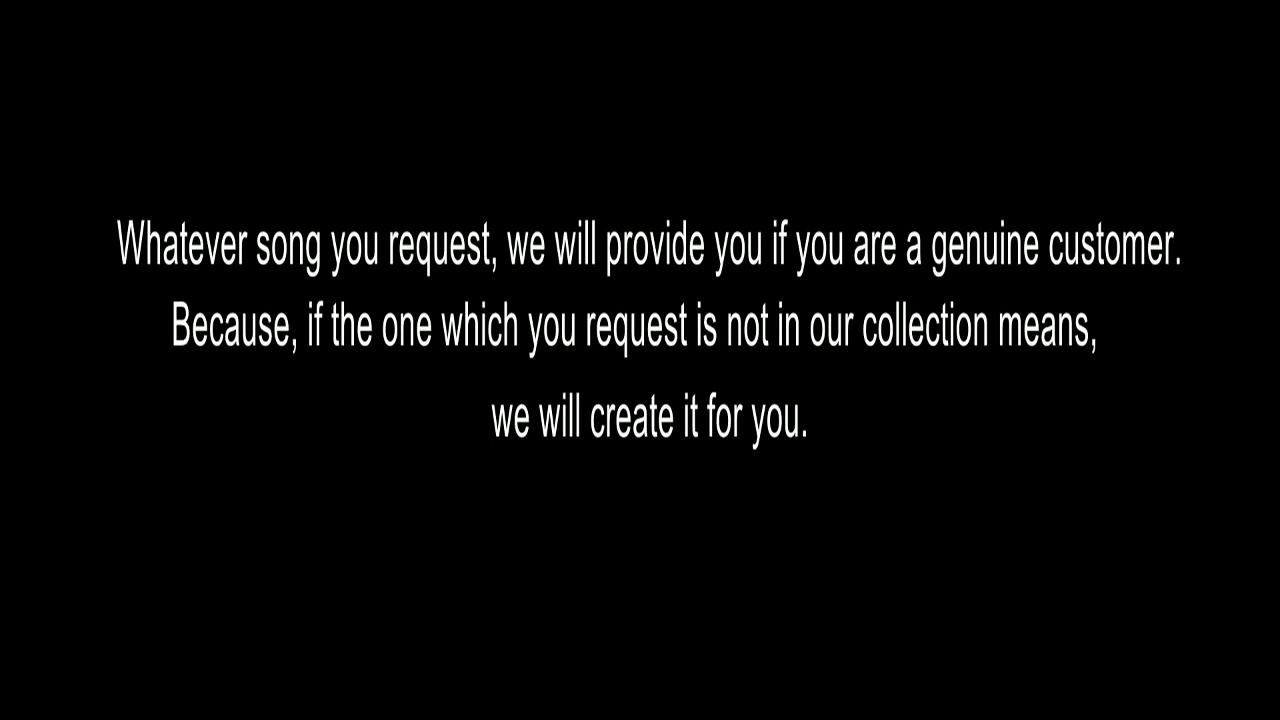 Whatever song you request, we will provide you if you are a genuine customer.
Because, if the one which you request is not in our collection means,
we will create it for you.